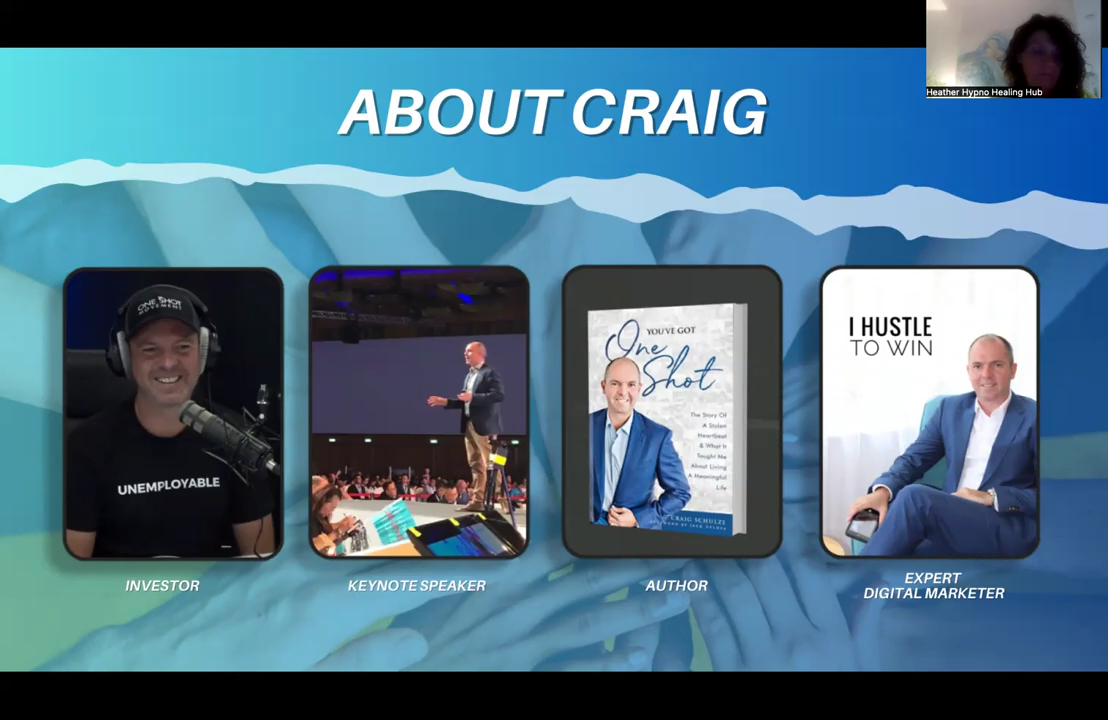 Heather Hypno Healing Hub
ABOUT CRAIG
ONE SHOT
MOVEMENT
UNEMPLOYABLE
YOU'VE GOT
One
Shot
The Story Of
A Stolen
Heartbeat
& What It
Taught Me
About Living
A Meaningful
Life
CRAIG SCHULZE
I HUSTLE
TO WIN
INVESTOR
KEYNOTE SPEAKER
AUTHOR
EXPERT
DIGITAL MARKETER